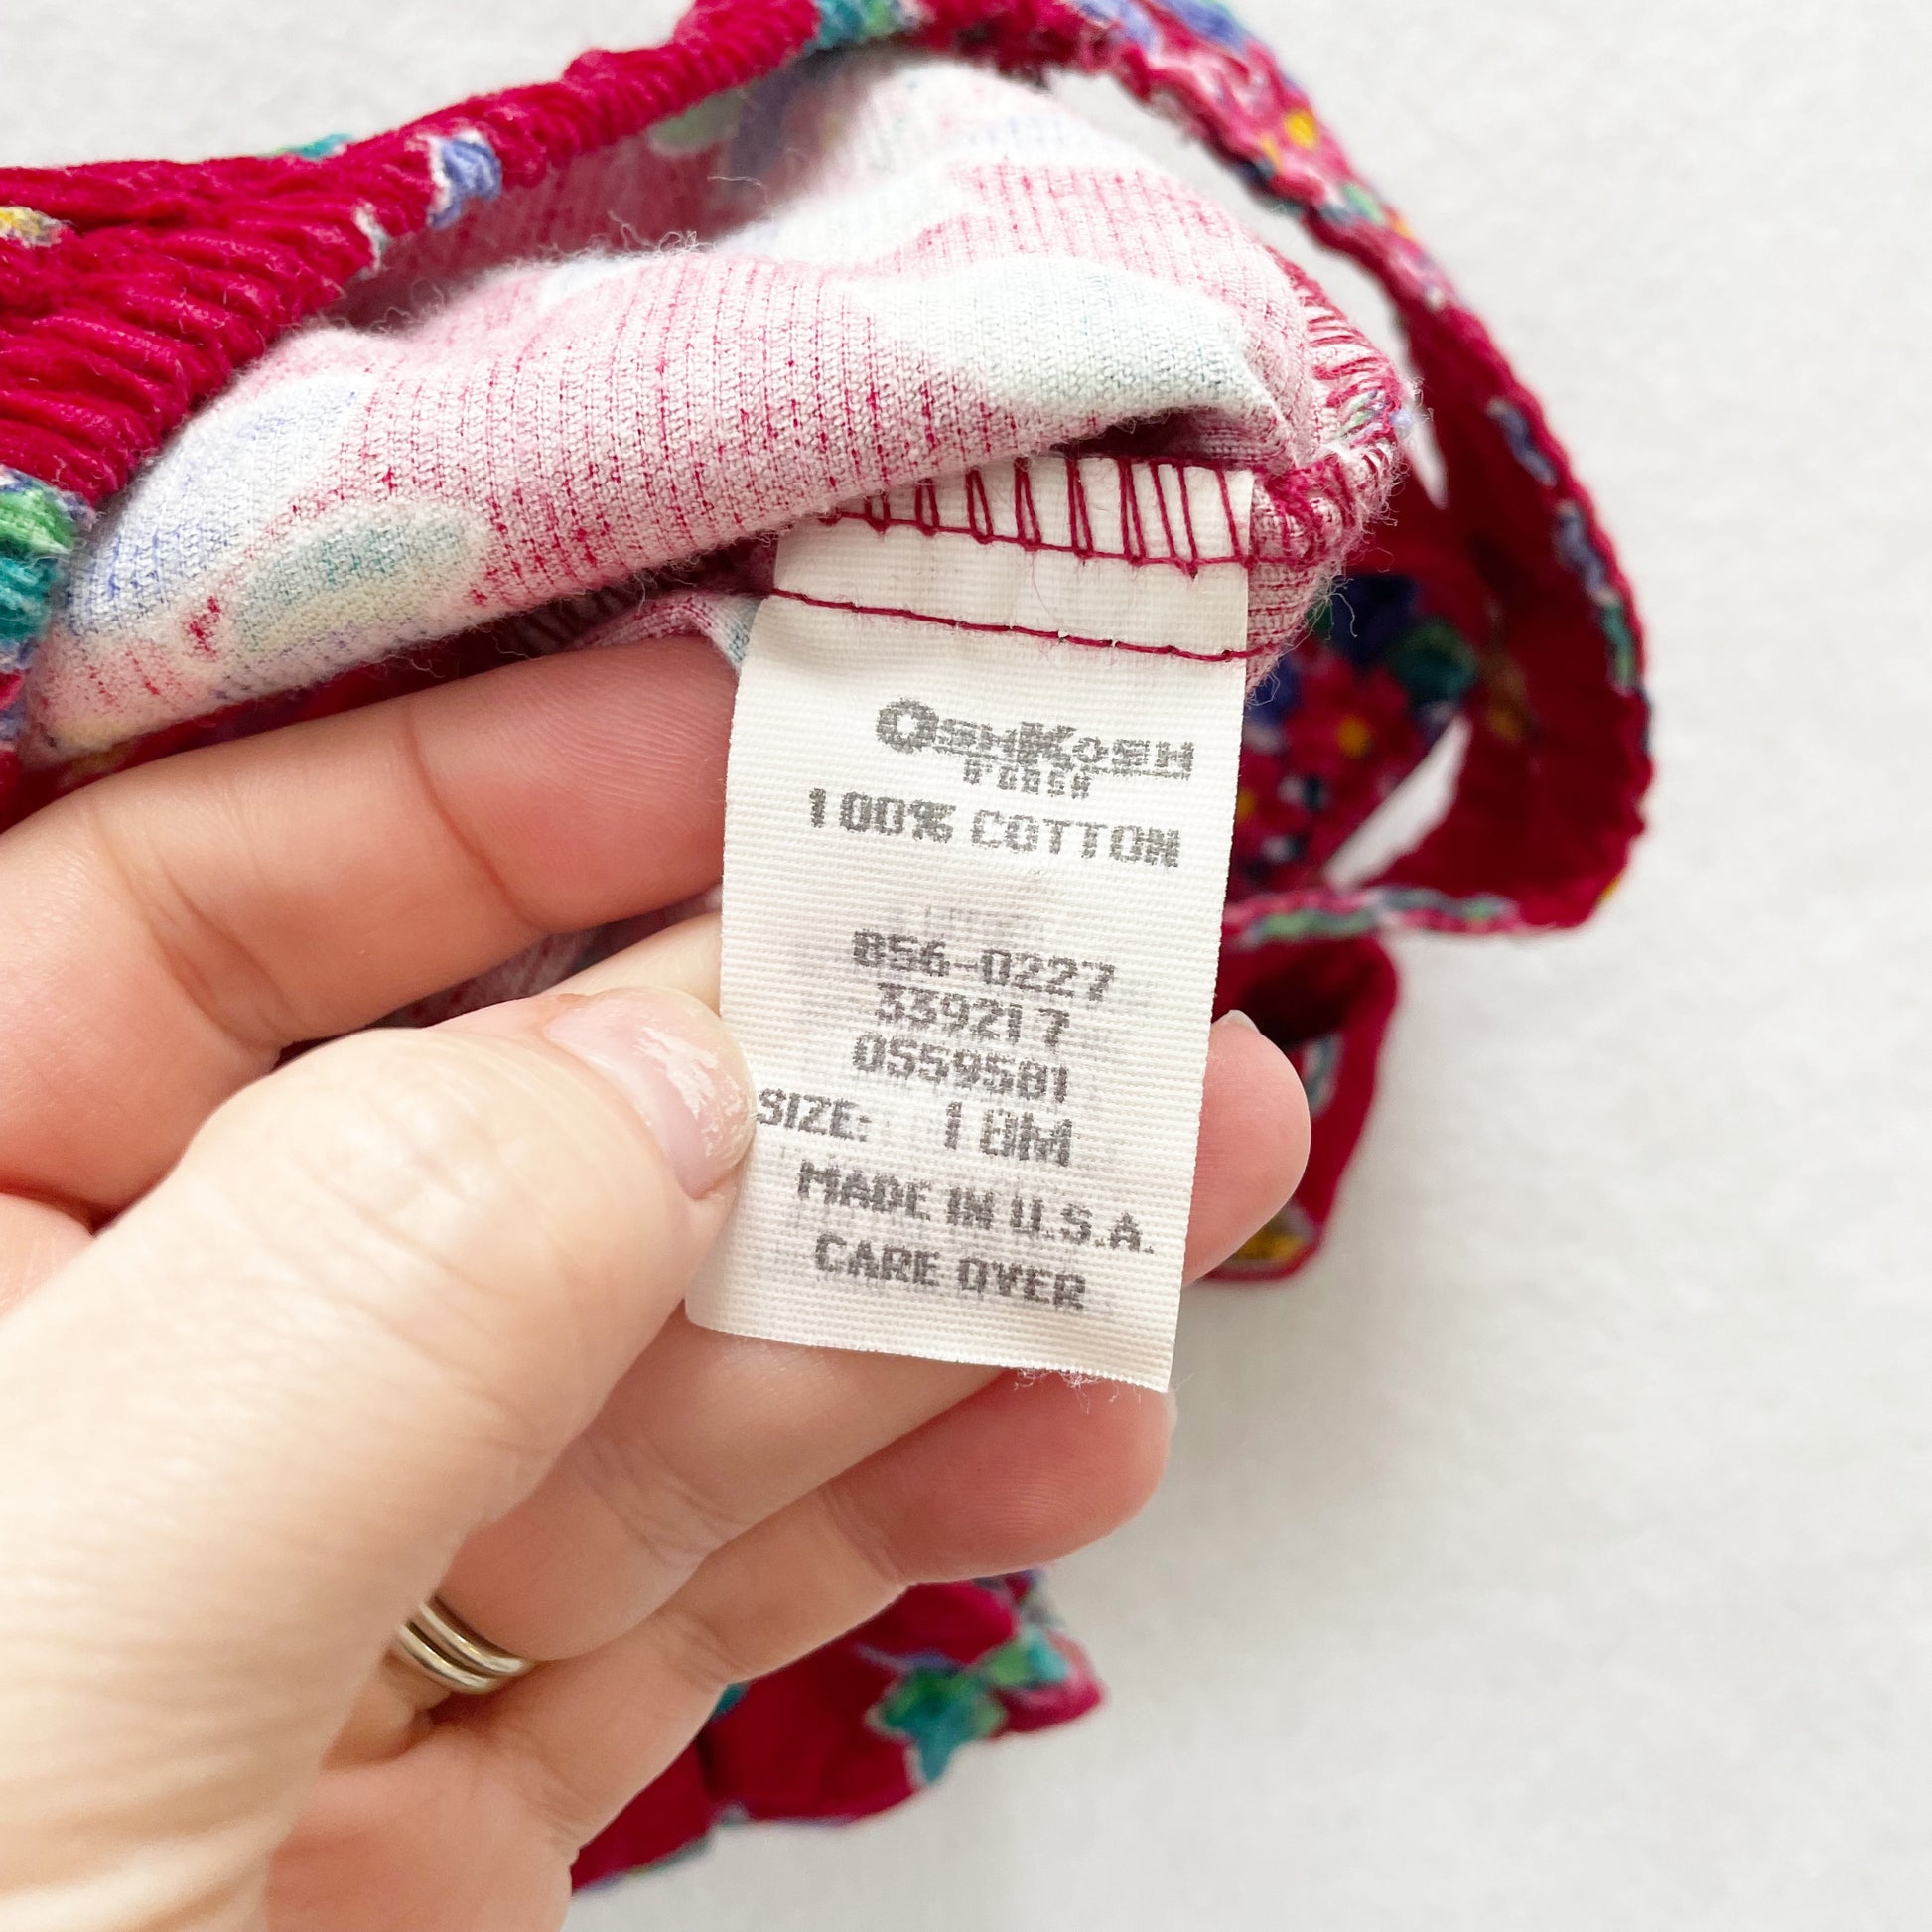 OSHKOSH
B'GOSH
100% COTTON
856-0227
339217
0559581
SIZE: 18M
MADE IN U.S.A.
CARE OVER